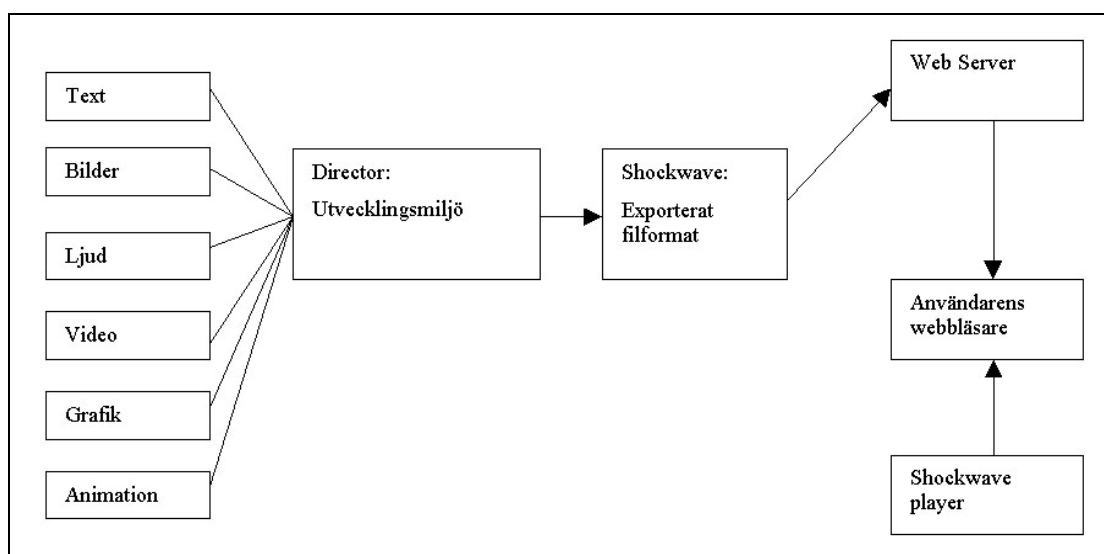 Text
Bilder
Ljud
Video
Grafik
Animation
Director:
Utvecklingsmiljö
Shockwave:
Exporterat
filformat
Web Server
Användarens
webbläsare
Shockwave
player